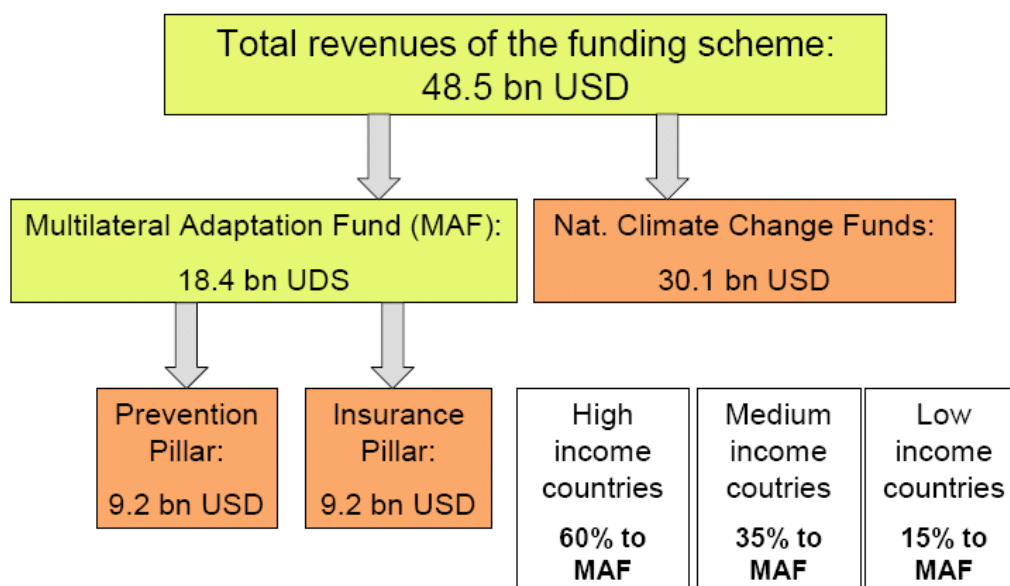 Total revenues of the funding scheme:
48.5 bn USD
Multilateral Adaptation Fund (MAF):
18.4 bn UDS
Nat. Climate Change Funds:
30.1 bn USD
Prevention
Pillar:
9.2 bn USD
Insurance
Pillar:
9.2 bn USD
High
income
countries
60% to
MAF
Medium
income
coutries
35% to
MAF
Low
income
countries
15% to
MAF